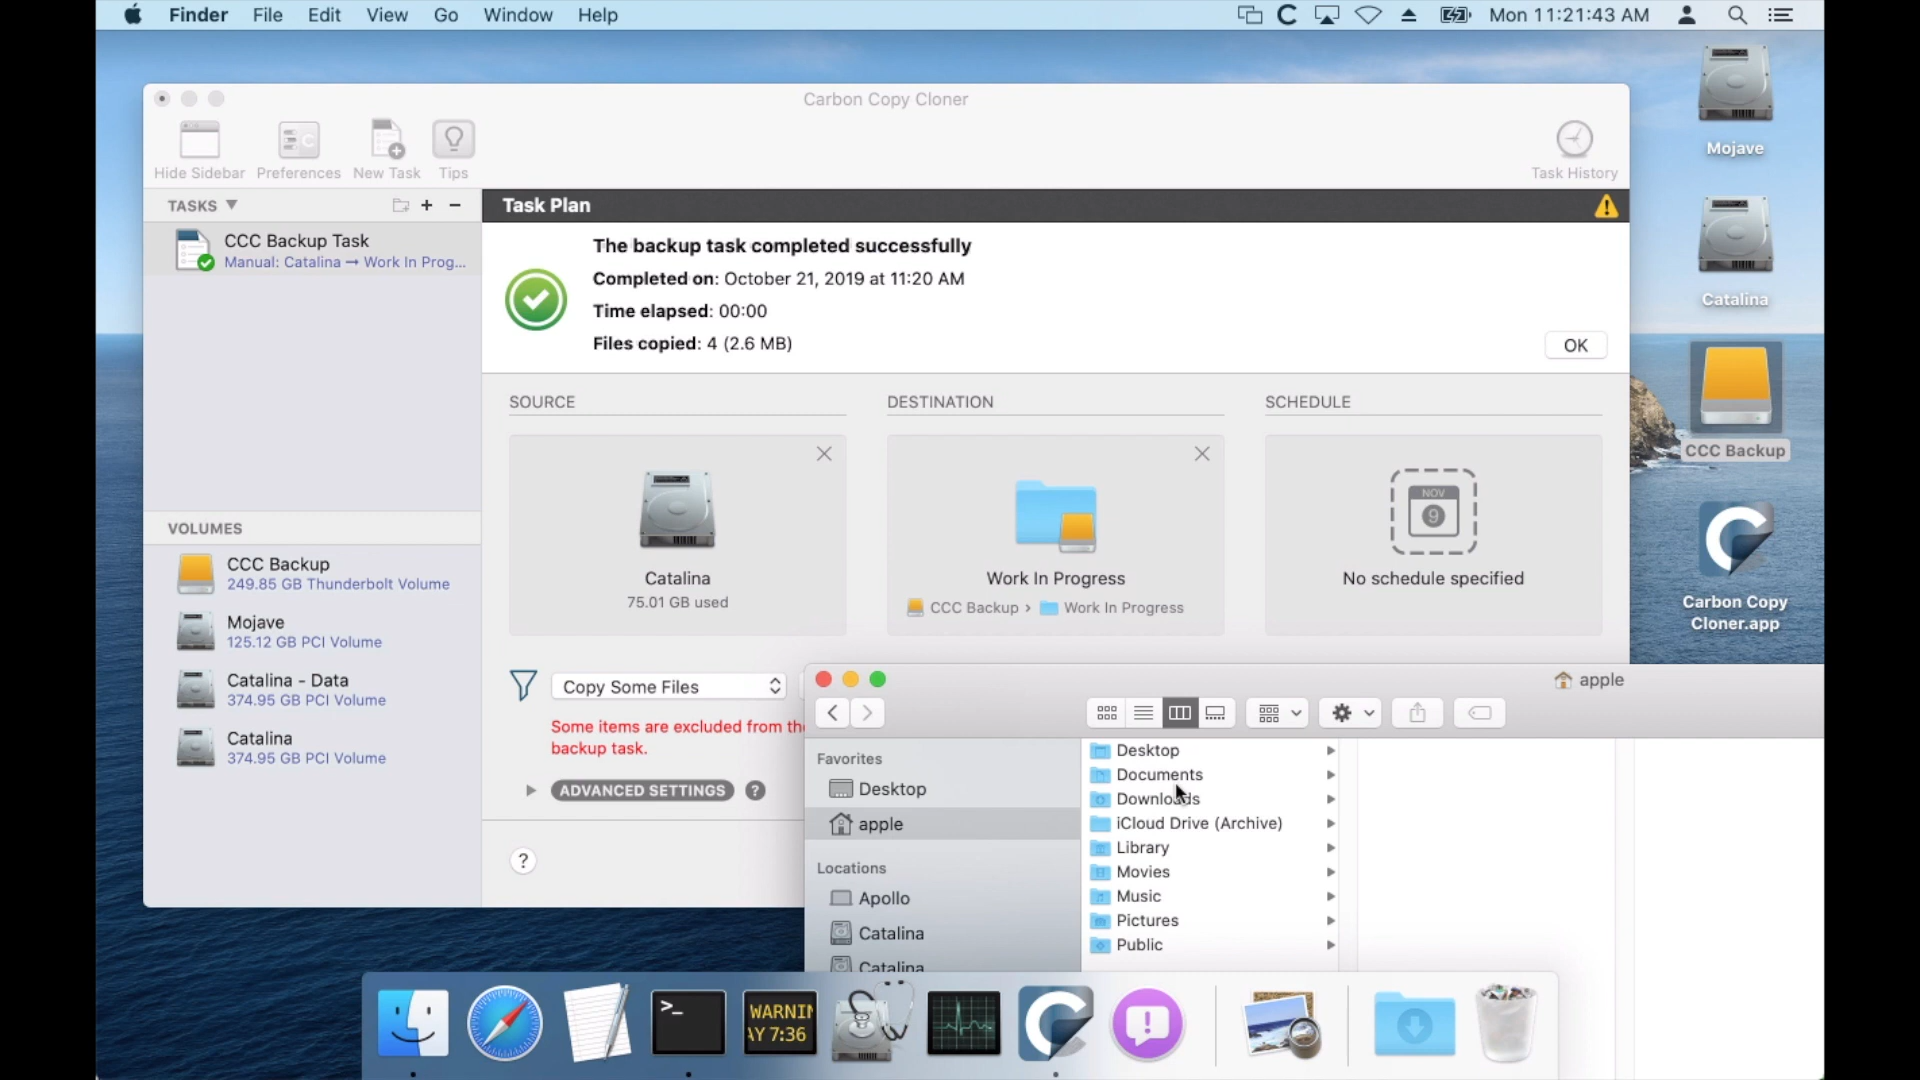 Finder File Edit View Go Window Help
Mon 11:21:43 AM
Carbon Copy Cloner
Hide Sidebar
Preferences
New Task
Tips
Task History
TASKS
CCC Backup Task
Manual: Catalina → Work In Prog...
VOLUMES
CCC Backup
249.85 GB Thunderbolt Volume
Mojave
125.12 GB PCI Volume
Catalina - Data
374.95 GB PCI Volume
Catalina
374.95 GB PCI Volume
Task Plan
The backup task completed successfully
Completed on: October 21, 2019 at 11:20 AM
Time elapsed: 00:00
Files copied: 4 (2.6 MB)
OK
SOURCE
Catalina
75.01 GB used
DESTINATION
Work In Progress
CCC Backup › Work In Progress
SCHEDULE
NOV
9
No schedule specified
Copy Some Files
Some items are excluded from the
backup task.
ADVANCED SETTINGS ?
?
apple
Favorites
Desktop
apple
Locations
Apollo
Catalina
Catalina
Desktop
Documents
Downloads
iCloud Drive (Archive)
Library
Movies
Music
Pictures
Public
Mojave
Catalina
CCC Backup
Carbon Copy
Cloner.app
>_
WARNIN
AY 7:36